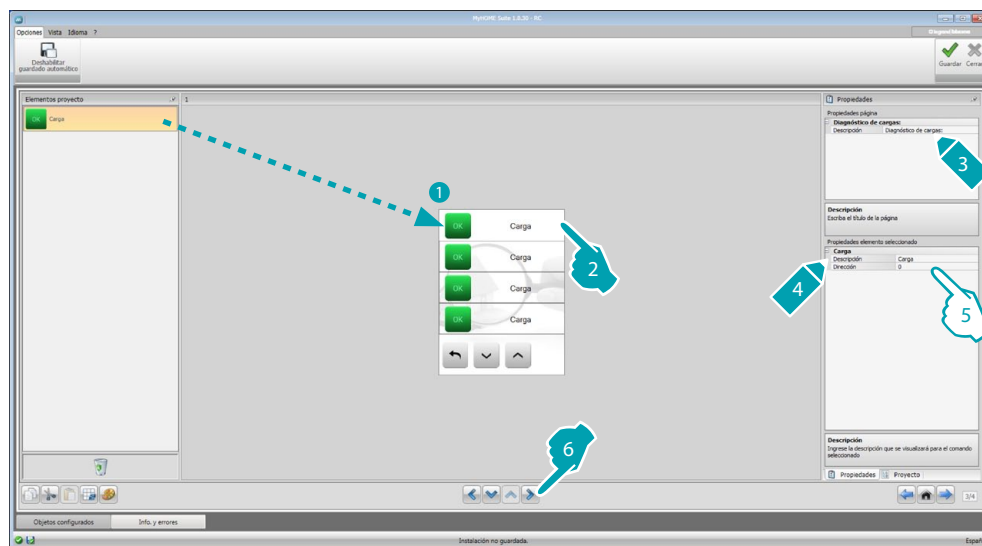 MyHOME Suite 1.0.30 - BC
Opciones Vista Idioma ?
Deshabilitar
guardado automático
Guardar Cerra
Elementos proyecto
OK Carga
1
1
OK Carga
2
OK Carga
OK Carga
OK Carga
6
Propiedades
Propiedades página
Diagnóstico de cargas:
Descripción Diagnóstico de cargas:
3
Descripción
Escriba el título de la página
Propiedades elemento seleccionado
Carga
Descripción Carga
Dirección 0
4
5
Descripción
Ingrese la descripción que se visualizará para el comando
seleccionado
Propiedades Proyecto
3/4
Objetos configurados Info. y errores
Instalación no guardada.
Españ